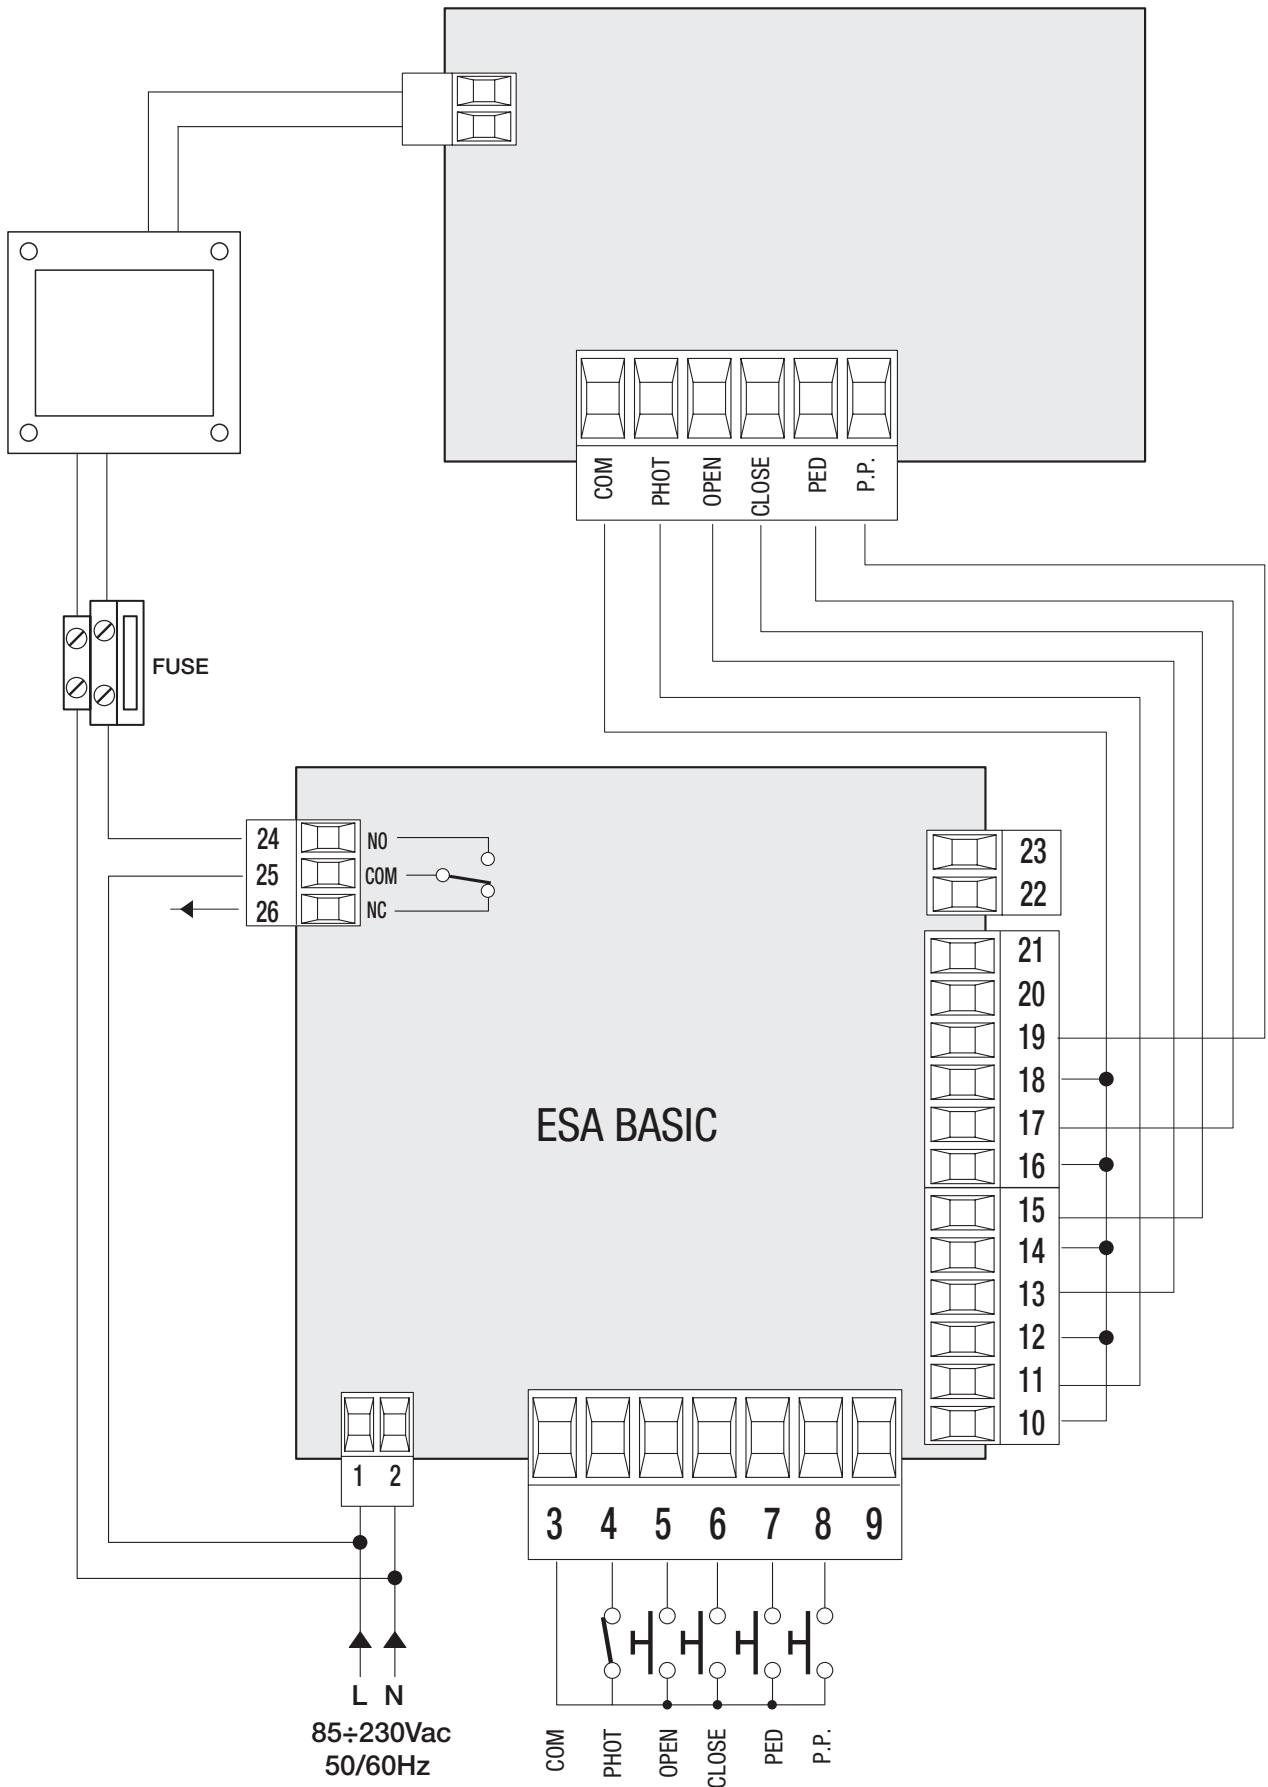 COM PHOT OPEN CLOSE PED P.P.
FUSE
24 NO
25 COM
26 NC
23
22
21
20
19
18
17
16
15
14
13
12
11
10
ESA BASIC
1 2
3 4 5 6 7 8 9
L N
85÷230Vac
50/60Hz
COM PHOT OPEN CLOSE PED P.P.